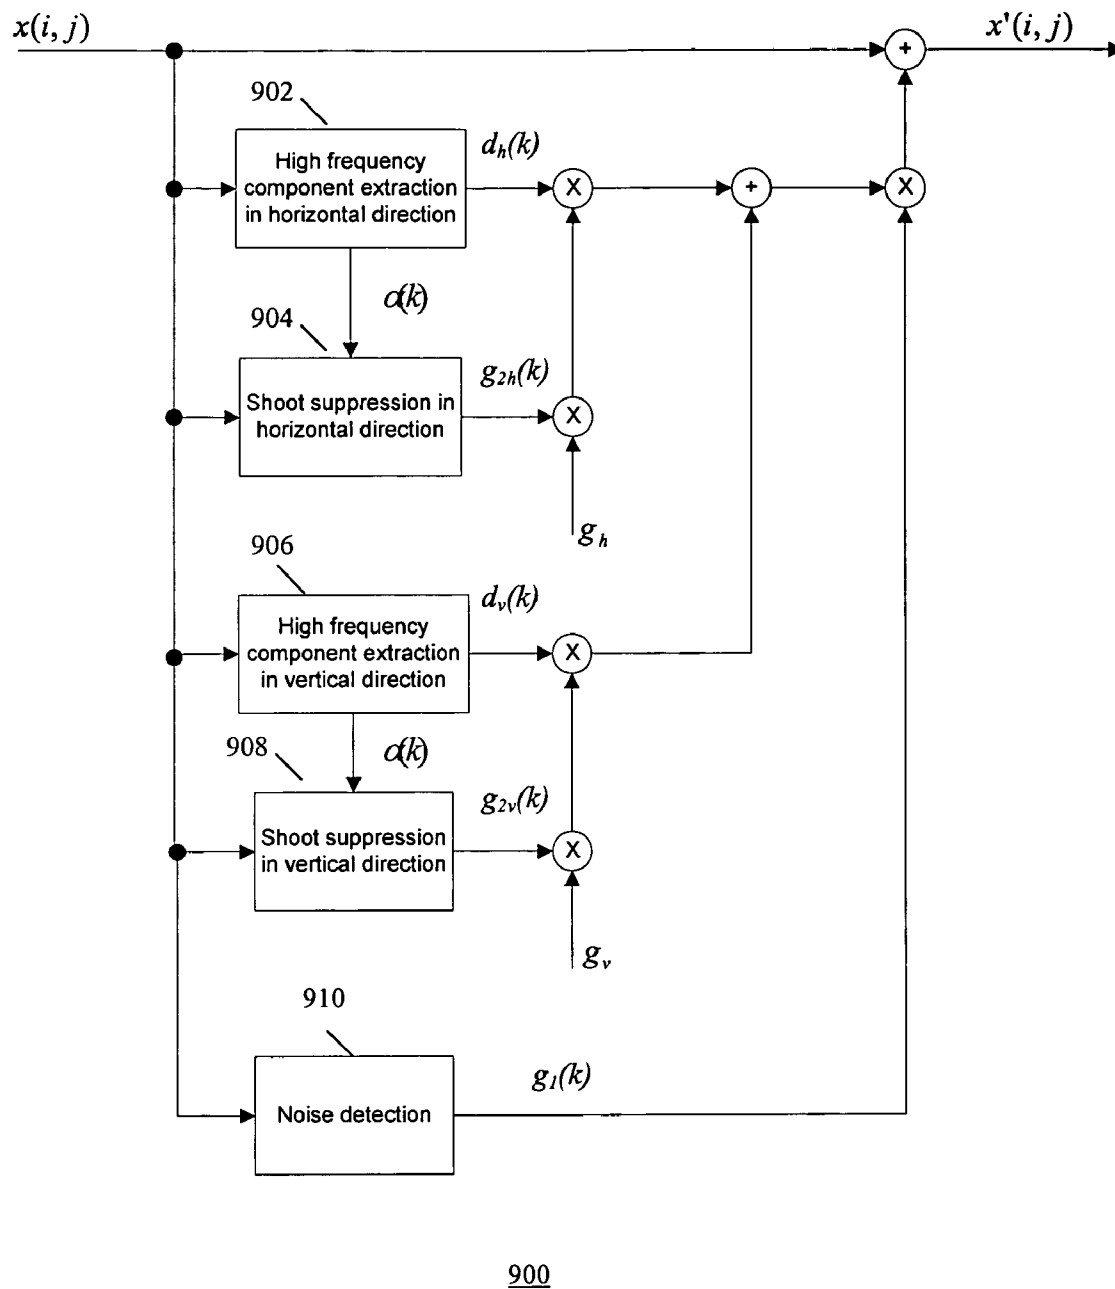 x(i, j)
x'(i, j)
+
902
High frequency
component extraction
in horizontal direction
d_h(k)
X
+
X
α(k)
904
Shoot suppression in
horizontal direction
g_2h(k)
X
g_h
906
High frequency
component extraction
in vertical direction
d_v(k)
X
α(k)
908
Shoot suppression
in vertical direction
g_2v(k)
X
g_v
910
Noise detection
g_1(k)
900